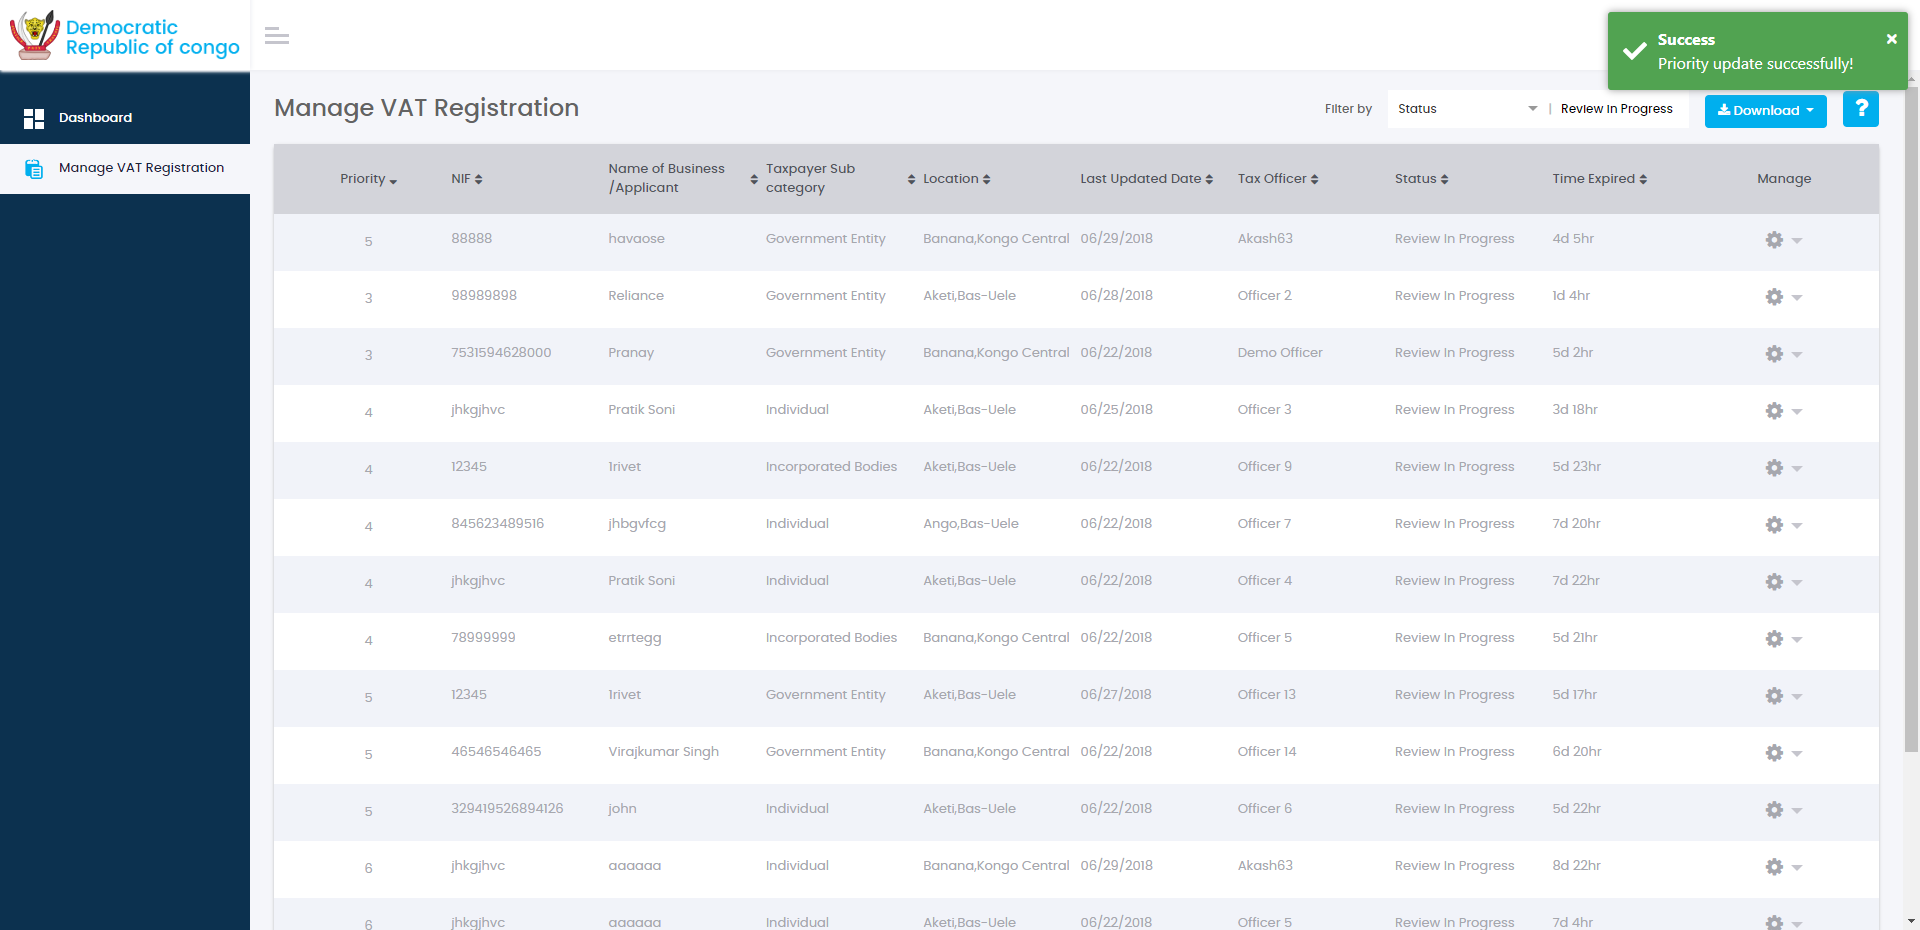 Democratic
Republic of congo
Success
Priority update successfully!
Dashboard
Manage VAT Registration
Manage VAT Registration
Filter by Status | Review In Progress Download ?
Priority NIF Name of Business /Applicant Taxpayer Sub category Location Last Updated Date Tax Officer Status Time Expired Manage
5 88888 havaose Government Entity Banana,Kongo Central 06/29/2018 Akash63 Review In Progress 4d 5hr
3 98989898 Reliance Government Entity Aketi,Bas-Uele 06/28/2018 Officer 2 Review In Progress 1d 4hr
3 7531594628000 Pranay Government Entity Banana,Kongo Central 06/22/2018 Demo Officer Review In Progress 5d 2hr
4 jhkgjhvc Pratik Soni Individual Aketi,Bas-Uele 06/25/2018 Officer 3 Review In Progress 3d 18hr
4 12345 1rivet Incorporated Bodies Aketi,Bas-Uele 06/22/2018 Officer 9 Review In Progress 5d 23hr
4 845623489516 jhbgvfcg Individual Ango,Bas-Uele 06/22/2018 Officer 7 Review In Progress 7d 20hr
4 jhkgjhvc Pratik Soni Individual Aketi,Bas-Uele 06/22/2018 Officer 4 Review In Progress 7d 22hr
4 78999999 etrrtegg Incorporated Bodies Banana,Kongo Central 06/22/2018 Officer 5 Review In Progress 5d 21hr
5 12345 1rivet Government Entity Aketi,Bas-Uele 06/27/2018 Officer 13 Review In Progress 5d 17hr
5 46546546465 Virajkumar Singh Government Entity Banana,Kongo Central 06/22/2018 Officer 14 Review In Progress 6d 20hr
5 329419526894126 john Individual Aketi,Bas-Uele 06/22/2018 Officer 6 Review In Progress 5d 22hr
6 jhkgjhvc aaaaaa Individual Banana,Kongo Central 06/29/2018 Akash63 Review In Progress 8d 22hr
6 jhkgjhvc aaaaaa Individual Aketi,Bas-Uele 06/22/2018 Officer 5 Review In Progress 7d 4hr